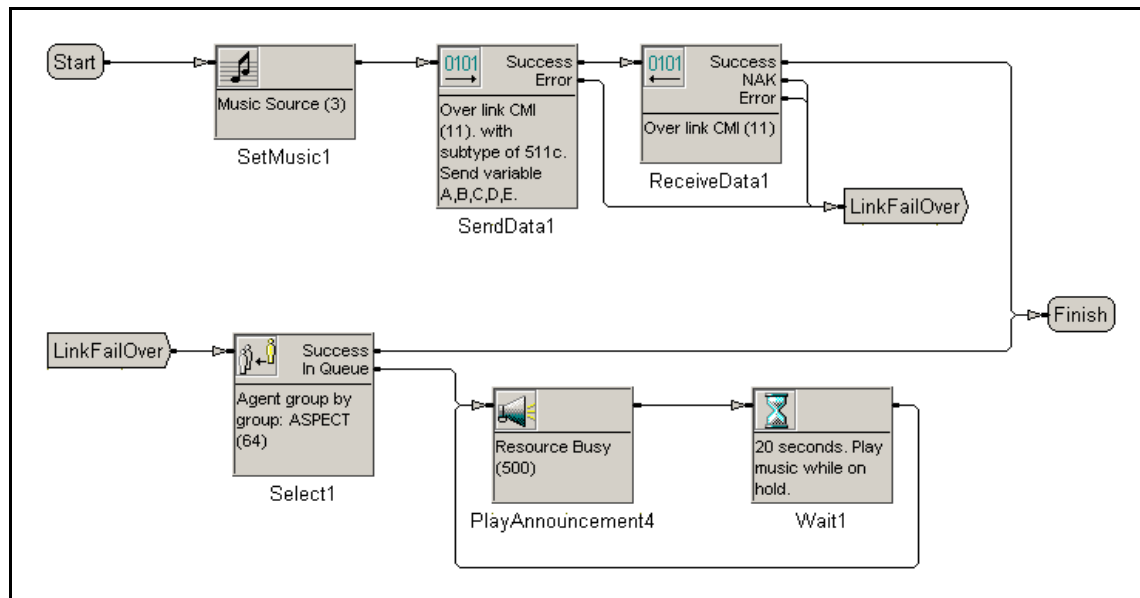 Start
Music Source (3)
SetMusic1
0101
Success
Error
Over link CMI
(11). with
subtype of 511c.
Send variable
A,B,C,D,E.
SendData1
0101
Success
NAK
Error
Over link CMI (11)
ReceiveData1
LinkFailOver
Finish
LinkFailOver
Success
In Queue
Agent group by
group: ASPECT
(64)
Select1
Resource Busy
(500)
PlayAnnouncement4
20 seconds. Play
music while on
hold.
Wait1